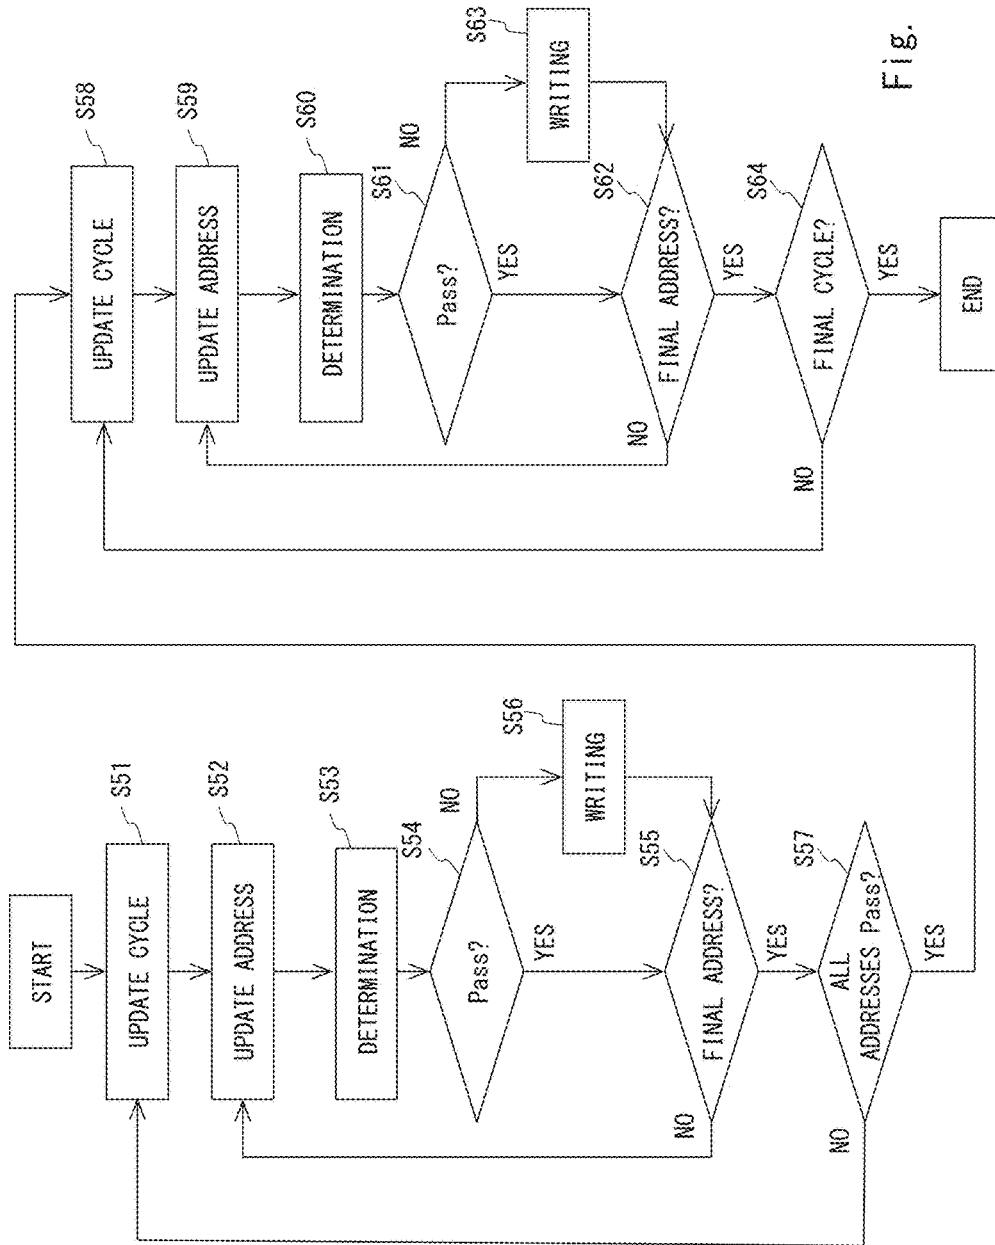 START
UPDATE CYCLE
S51
UPDATE ADDRESS
S52
DETERMINATION
S53
Pass?
S54
NO
YES
WRITING
S56
FINAL ADDRESS?
S55
NO
YES
ALL
ADDRESSES Pass?
S57
NO
YES
UPDATE CYCLE
S58
UPDATE ADDRESS
S59
DETERMINATION
S60
Pass?
S61
NO
YES
WRITING
S63
FINAL ADDRESS?
S62
NO
YES
FINAL CYCLE?
S64
NO
YES
END
Fig.